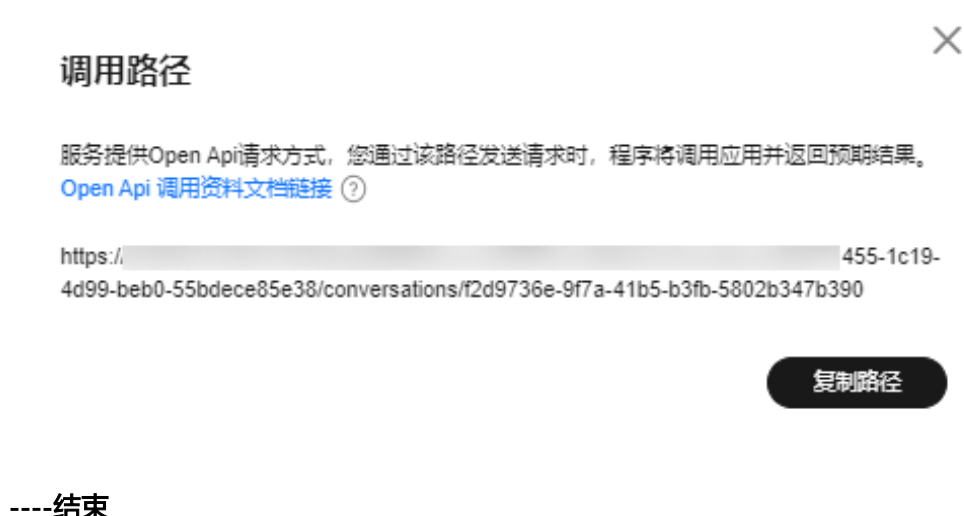 调用路径
服务提供Open Api请求方式，您通过该路径发送请求时，程序将调用应用并返回预期结果。
Open Api 调用资料文档链接 ?
https:/ 455-1c19-
4d99-beb0-55bdece85e38/conversations/f2d9736e-9f7a-41b5-b3fb-5802b347b390
复制路径
----结束